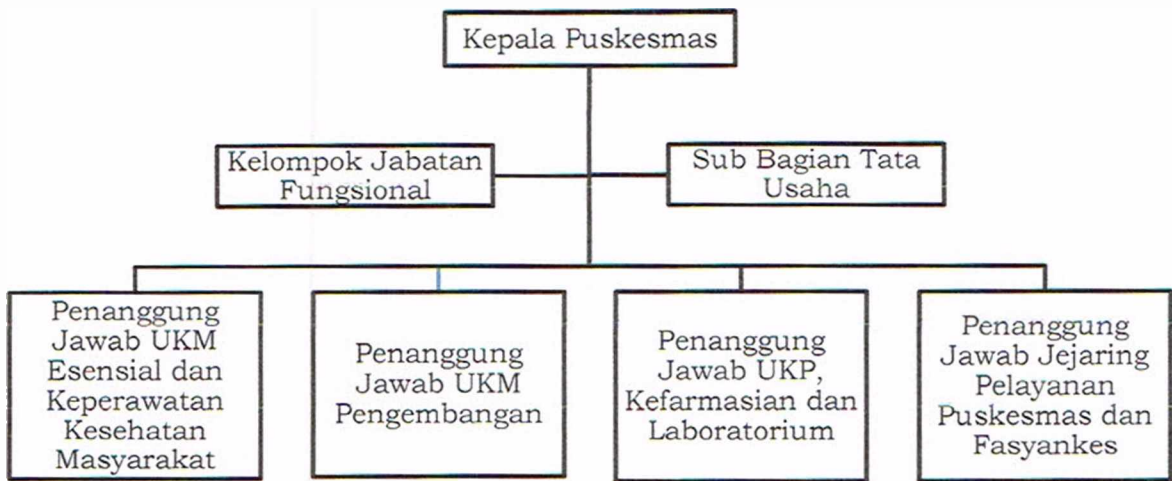 Kepala Puskesmas
Kelompok Jabatan
Fungsional
Sub Bagian Tata
Usaha
Penanggung
Jawab UKM
Esensial dan
Keperawatan
Kesehatan
Masyarakat
Penanggung
Jawab UKM
Pengembangan
Penanggung
Jawab UKP,
Kefarmasian dan
Laboratorium
Penanggung
Jawab Jejaring
Pelayanan
Puskesmas dan
Fasyankes